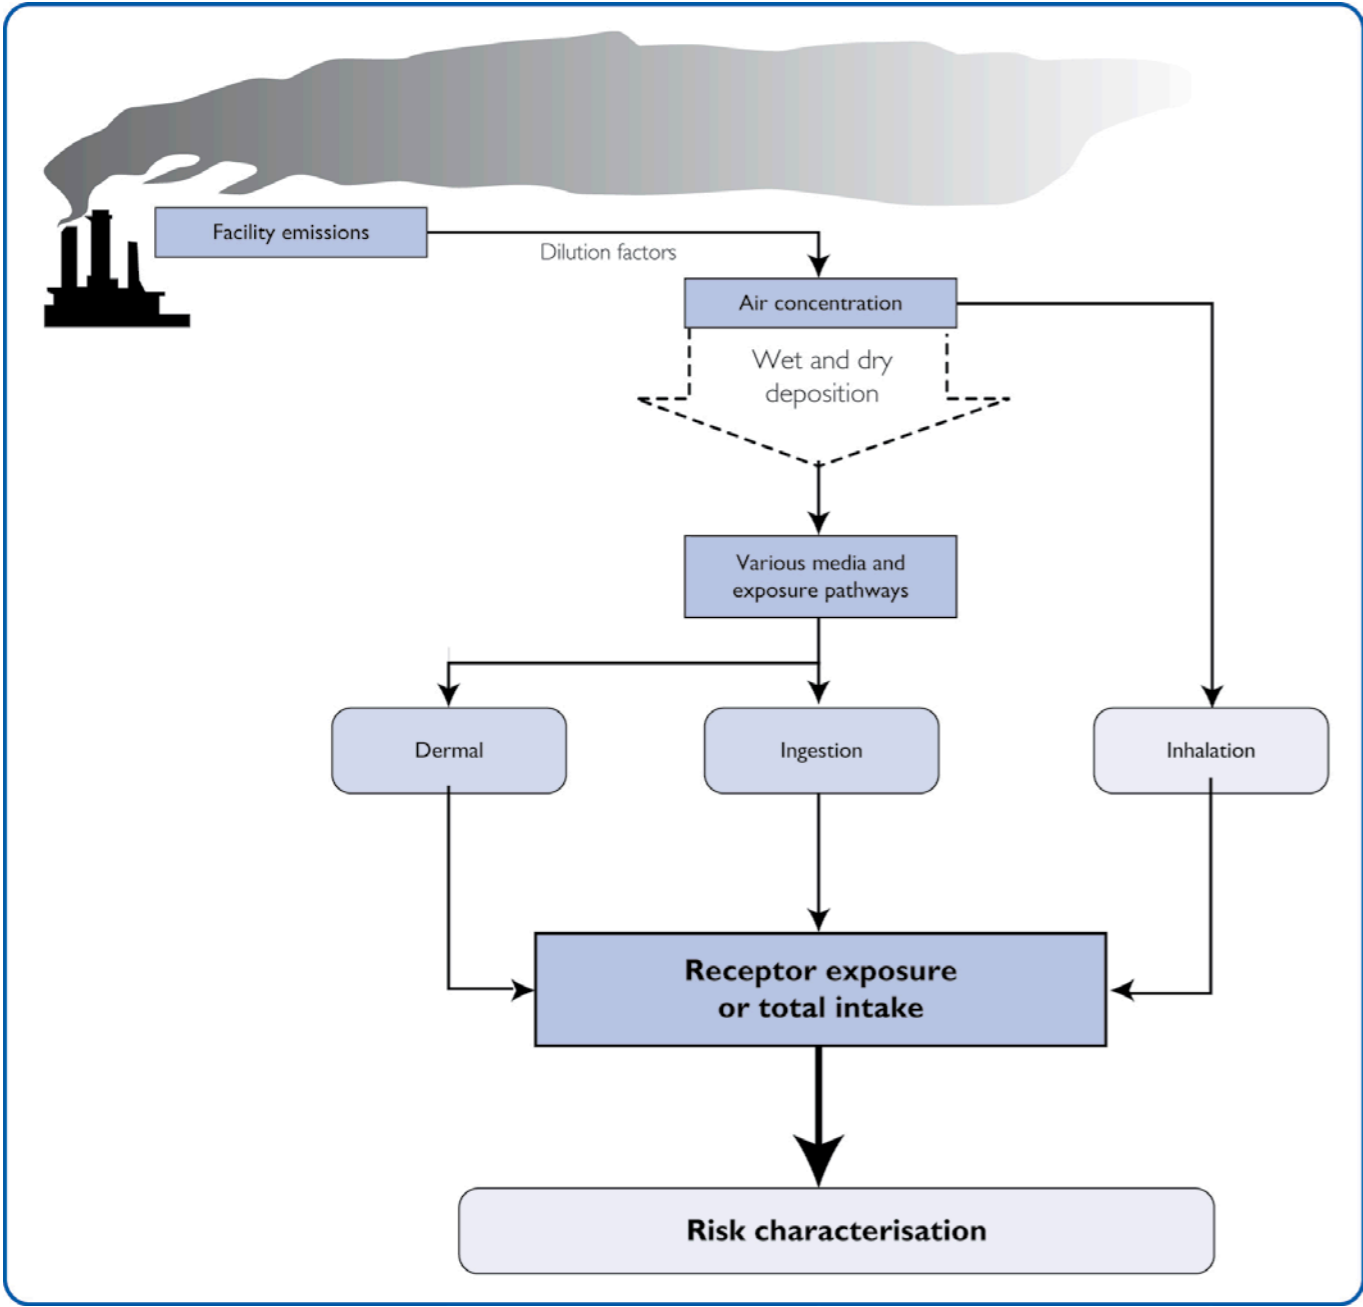 Facility emissions
Dilution factors
Air concentration
Wet and dry
deposition
Various media and
exposure pathways
Dermal
Ingestion
Inhalation
Receptor exposure
or total intake
Risk characterisation